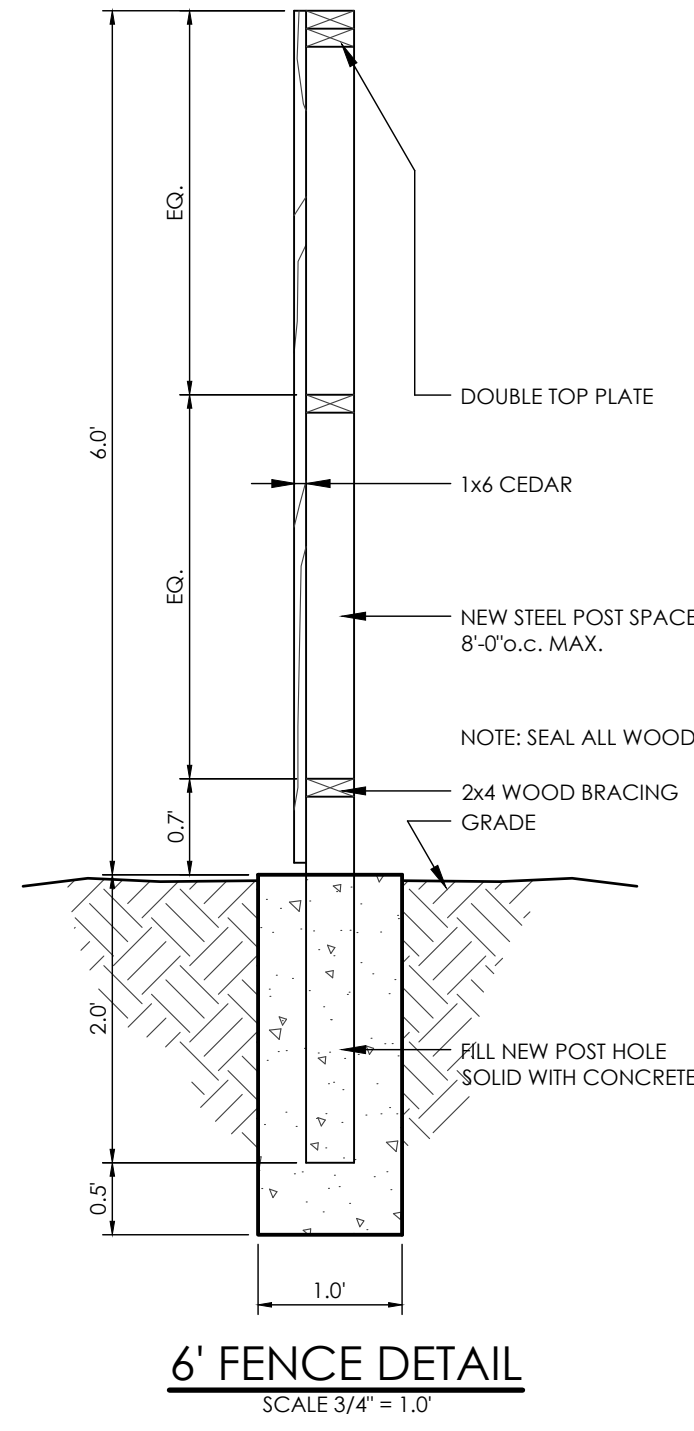 EQ.
6.0'
DOUBLE TOP PLATE
1x6 CEDAR
EQ.
NEW STEEL POST SPACE
8'-0"o.c. MAX.
NOTE: SEAL ALL WOOD
2x4 WOOD BRACING
0.7'
GRADE
2.0'
FILL NEW POST HOLE
SOLID WITH CONCRETE
0.5'
1.0'
6' FENCE DETAIL
SCALE 3/4" = 1.0'